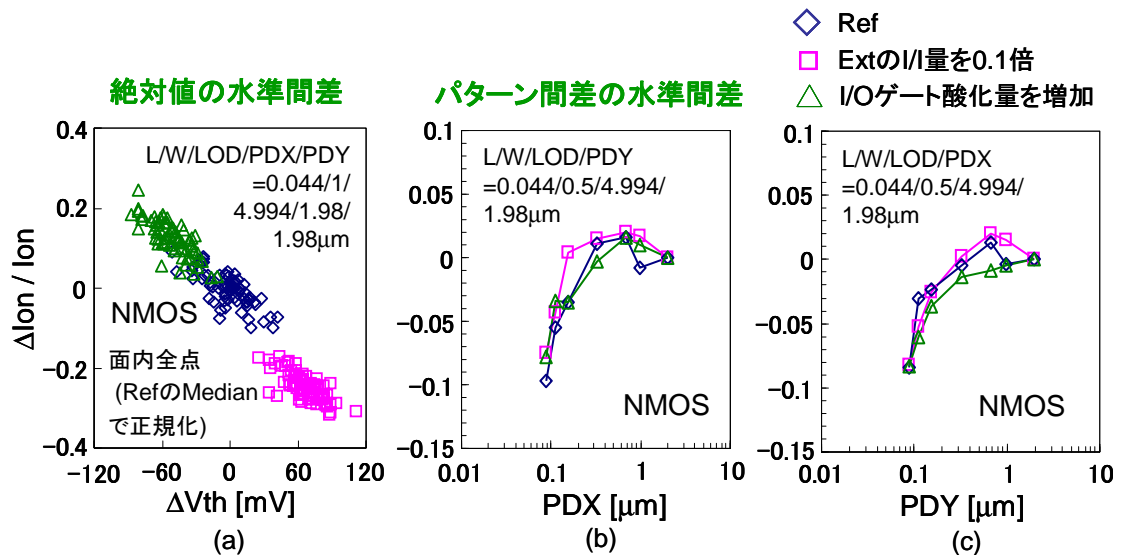 Ref
ExtのI/I量を0.1倍
I/Oゲート酸化量を増加
絶対値の水準間差
パターン間差の水準間差
0.4
0.2
0
−0.2
−0.4
ΔIon / Ion
L/W/LOD/PDX/PDY
=0.044/1/
4.994/1.98/
1.98μm
NMOS
面内全点
(RefのMedian
で正規化)
−120
−60
0
60
120
ΔVth [mV]
(a)
0.1
0.05
0
−0.05
−0.1
−0.15
L/W/LOD/PDY
=0.044/0.5/4.994/
1.98μm
NMOS
0.01
0.1
1
10
PDX [μm]
(b)
0.1
0.05
0
−0.05
−0.1
−0.15
L/W/LOD/PDX
=0.044/0.5/4.994/
1.98μm
NMOS
0.01
0.1
1
10
PDY [μm]
(c)